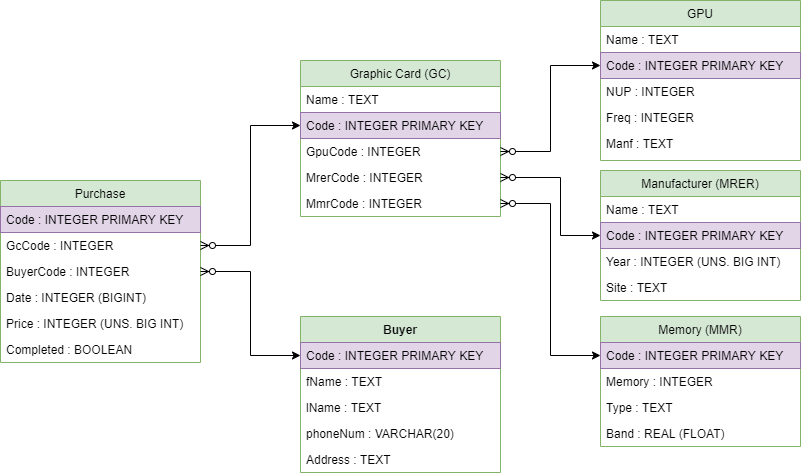 GPU
Name : TEXT
Code : INTEGER PRIMARY KEY
NUP : INTEGER
Freq : INTEGER
Manf : TEXT
Graphic Card (GC)
Name : TEXT
Code : INTEGER PRIMARY KEY
GpuCode : INTEGER
MrerCode : INTEGER
MmrCode : INTEGER
Manufacturer (MRER)
Name : TEXT
Code : INTEGER PRIMARY KEY
Year : INTEGER (UNS. BIG INT)
Site : TEXT
Purchase
Code : INTEGER PRIMARY KEY
GcCode : INTEGER
BuyerCode : INTEGER
Date : INTEGER (BIGINT)
Price : INTEGER (UNS. BIG INT)
Completed : BOOLEAN
Buyer
Code : INTEGER PRIMARY KEY
fName : TEXT
lName : TEXT
phoneNum : VARCHAR(20)
Address : TEXT
Memory (MMR)
Code : INTEGER PRIMARY KEY
Memory : INTEGER
Type : TEXT
Band : REAL (FLOAT)